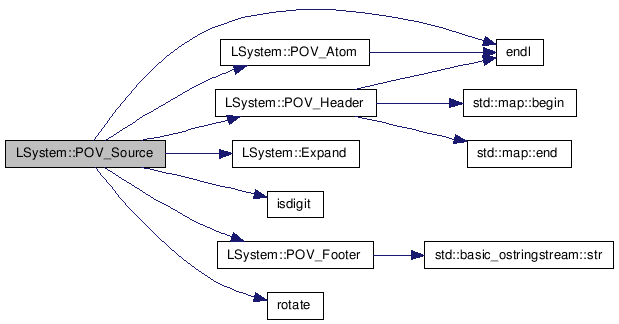 endl
LSystem::POV_Atom
LSystem::POV_Header
std::map::begin
LSystem::POV_Source
LSystem::Expand
std::map::end
isdigit
LSystem::POV_Footer
std::basic_ostringstream::str
rotate